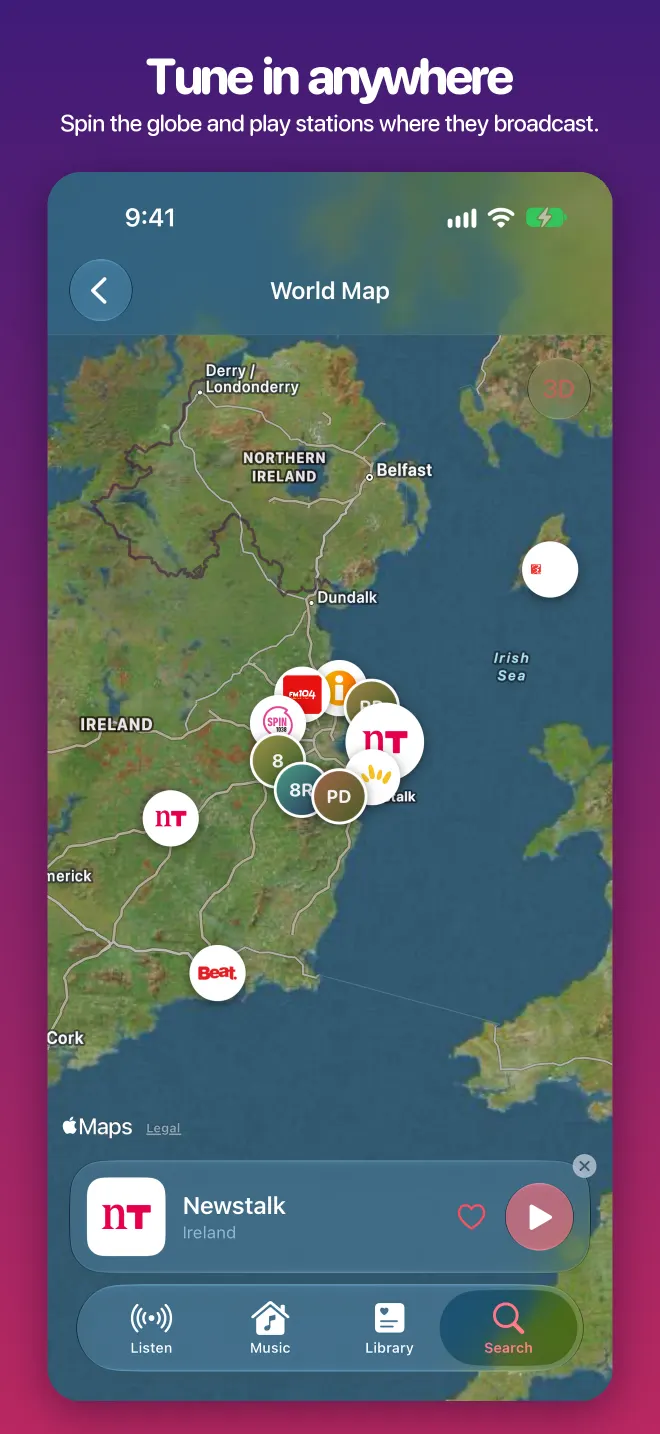 Tune in anywhere
Spin the globe and play stations where they broadcast.
9:41
World Map
3D
Derry /
Londonderry
NORTHERN
IRELAND
Belfast
Dundalk
Irish
Sea
FM104
i
SPIN
1038
IRELAND
nT
8
8R
PD
talk
nT
merick
Beat.
Cork
Maps
Legal
nT
Newstalk
Ireland
Listen
Music
Library
Search